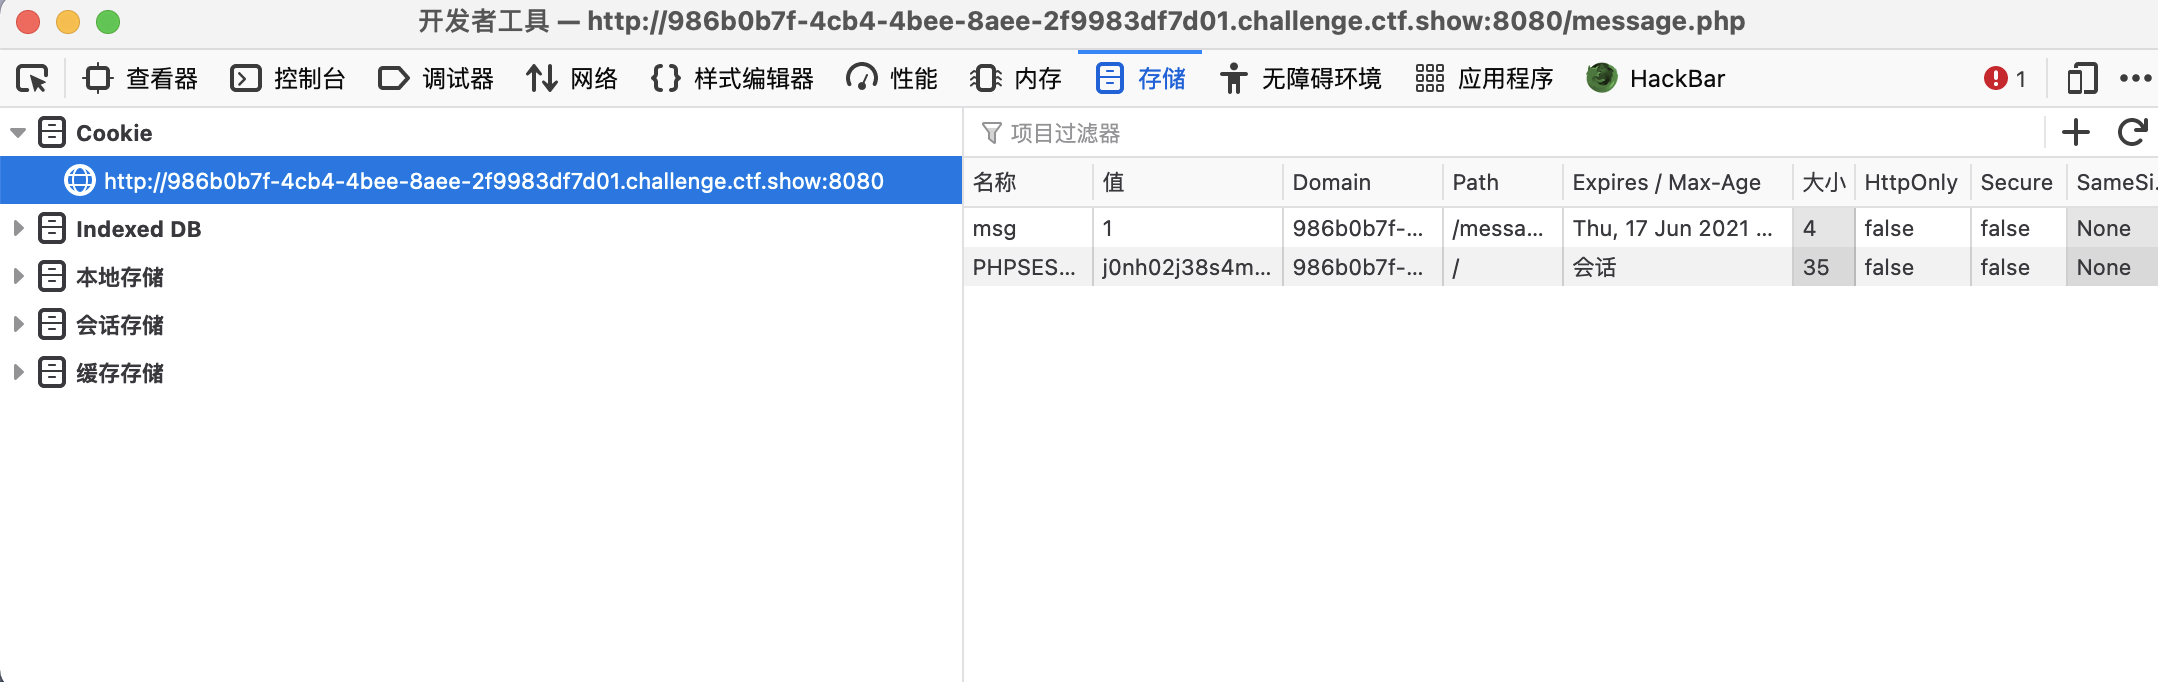 开发者工具 — http://986b0b7f-4cb4-4bee-8aee-2f9983df7d01.challenge.ctf.show:8080/message.php
查看器 控制台 调试器 网络 {} 样式编辑器 性能 内存 存储 无障碍环境 应用程序 HackBar 1
Cookie
http://986b0b7f-4cb4-4bee-8aee-2f9983df7d01.challenge.ctf.show:8080
Indexed DB
本地存储
会话存储
缓存存储
项目过滤器
名称 值 Domain Path Expires / Max-Age 大小 HttpOnly Secure SameSi...
msg 1 986b0b7f-... /messa... Thu, 17 Jun 2021 ... 4 false false None
PHPSES... j0nh02j38s4m... 986b0b7f-... / 会话 35 false false None